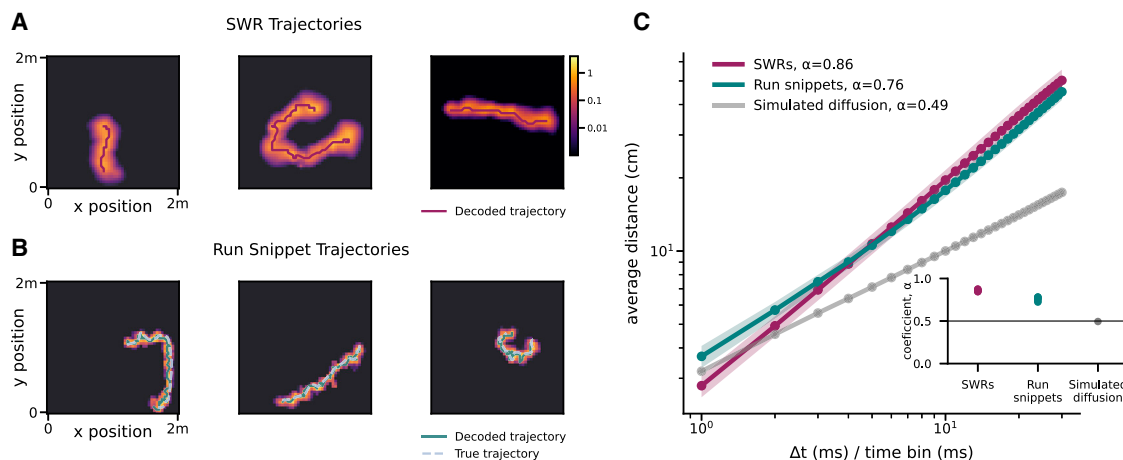 A
SWR Trajectories
2m
y position
0
0
x position
2m
1
0.1
0.01
Decoded trajectory
B
Run Snippet Trajectories
2m
y position
0
0
x position
2m
Decoded trajectory
True trajectory
C
SWRs, α=0.86
Run snippets, α=0.76
Simulated diffusion, α=0.49
average distance (cm)
10¹
10⁰
10¹
Δt (ms) / time bin (ms)
coeficcient, α
1.0
0.5
0.0
SWRs
Run
snippets
Simulated
diffusion